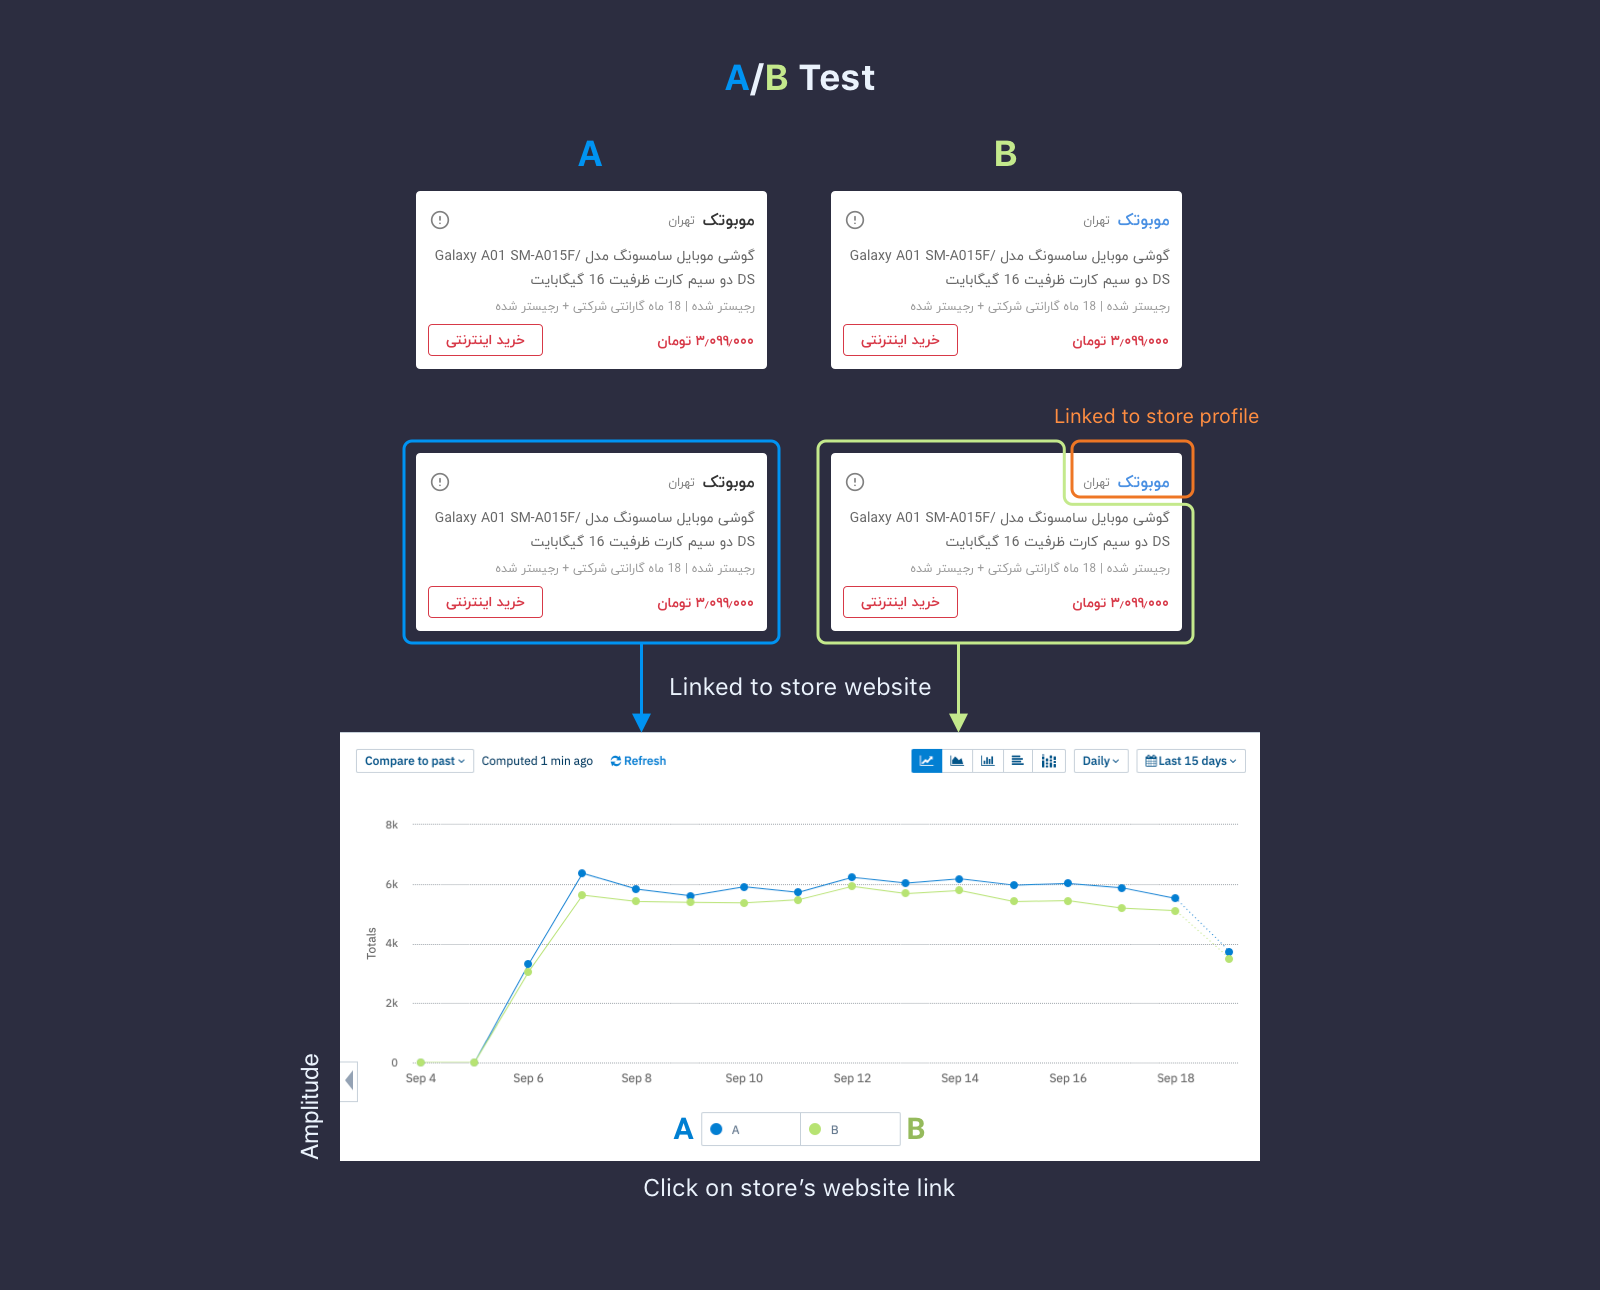 A/B Test
A
B
موبوتک تهران
گوشی موبایل سامسونگ مدل Galaxy A01 SM-A015F/
DS دو سیم کارت ظرفیت 16 گیگابایت
رجیستر شده | 18 ماه گارانتی شرکتی + رجیستر شده
۳٫۰۹۹٫۰۰۰ تومان
خرید اینترنتی
موبوتک تهران
گوشی موبایل سامسونگ مدل Galaxy A01 SM-A015F/
DS دو سیم کارت ظرفیت 16 گیگابایت
رجیستر شده | 18 ماه گارانتی شرکتی + رجیستر شده
۳٫۰۹۹٫۰۰۰ تومان
خرید اینترنتی
Linked to store profile
موبوتک تهران
گوشی موبایل سامسونگ مدل Galaxy A01 SM-A015F/
DS دو سیم کارت ظرفیت 16 گیگابایت
رجیستر شده | 18 ماه گارانتی شرکتی + رجیستر شده
۳٫۰۹۹٫۰۰۰ تومان
خرید اینترنتی
موبوتک تهران
گوشی موبایل سامسونگ مدل Galaxy A01 SM-A015F/
DS دو سیم کارت ظرفیت 16 گیگابایت
رجیستر شده | 18 ماه گارانتی شرکتی + رجیستر شده
۳٫۰۹۹٫۰۰۰ تومان
خرید اینترنتی
Linked to store website
Compare to past Computed 1 min ago Refresh
Daily Last 15 days
8k
6k
4k
2k
0
Totals
Sep 4 Sep 6 Sep 8 Sep 10 Sep 12 Sep 14 Sep 16 Sep 18
A A B B
Amplitude
Click on store’s website link